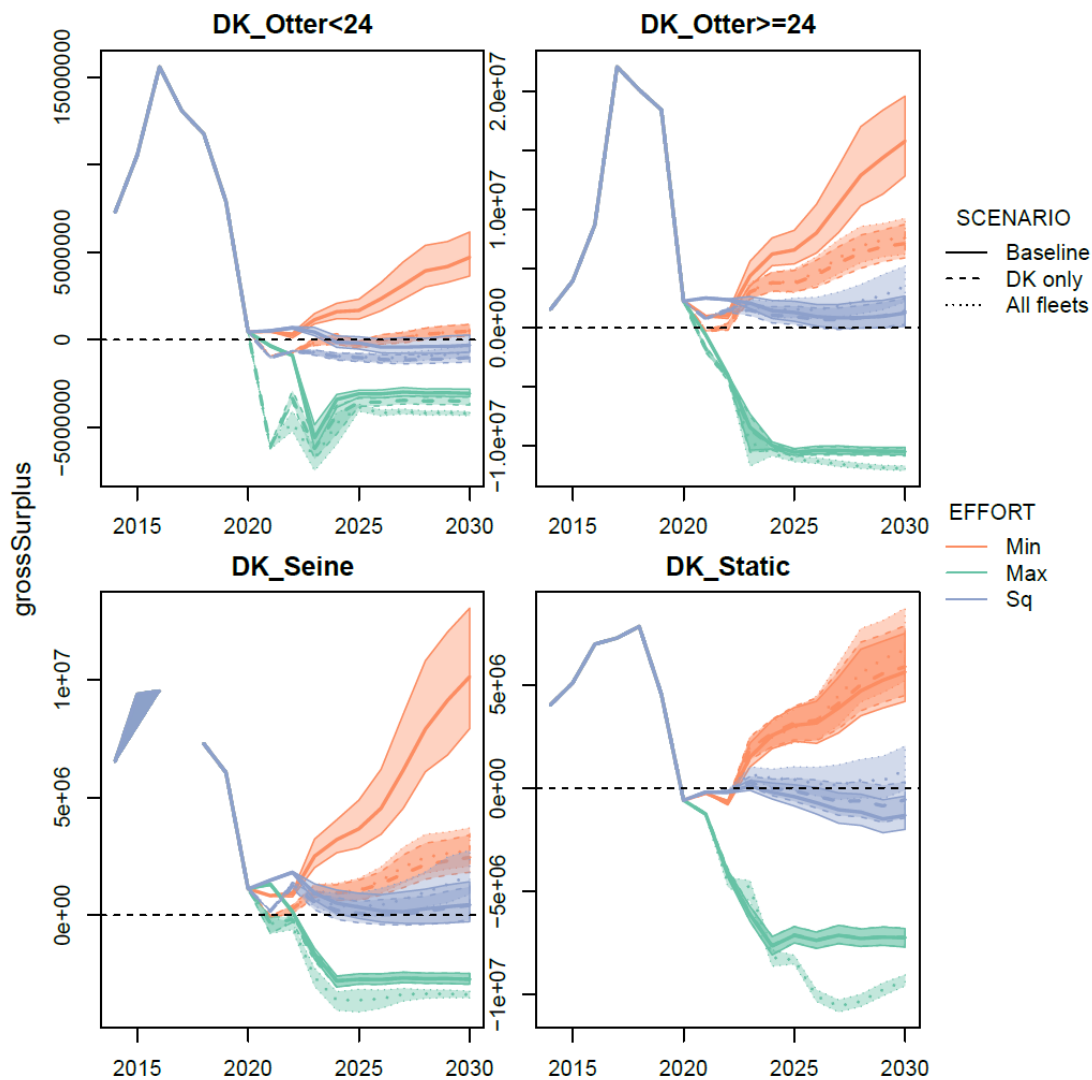 DK_Otter<24
DK_Otter>=24
15000000
5000000
0
−5000000
2.0e+07
1.0e+07
0.0e+00
−1.0e+07
2015
2020
2025
2030
2015
2020
2025
2030
SCENARIO
Baseline
DK only
All fleets
grossSurplus
EFFORT
Min
Max
Sq
DK_Seine
DK_Static
1e+07
5e+06
0e+00
5e+06
0e+00
−5e+06
−1e+07
2015
2020
2025
2030
2015
2020
2025
2030